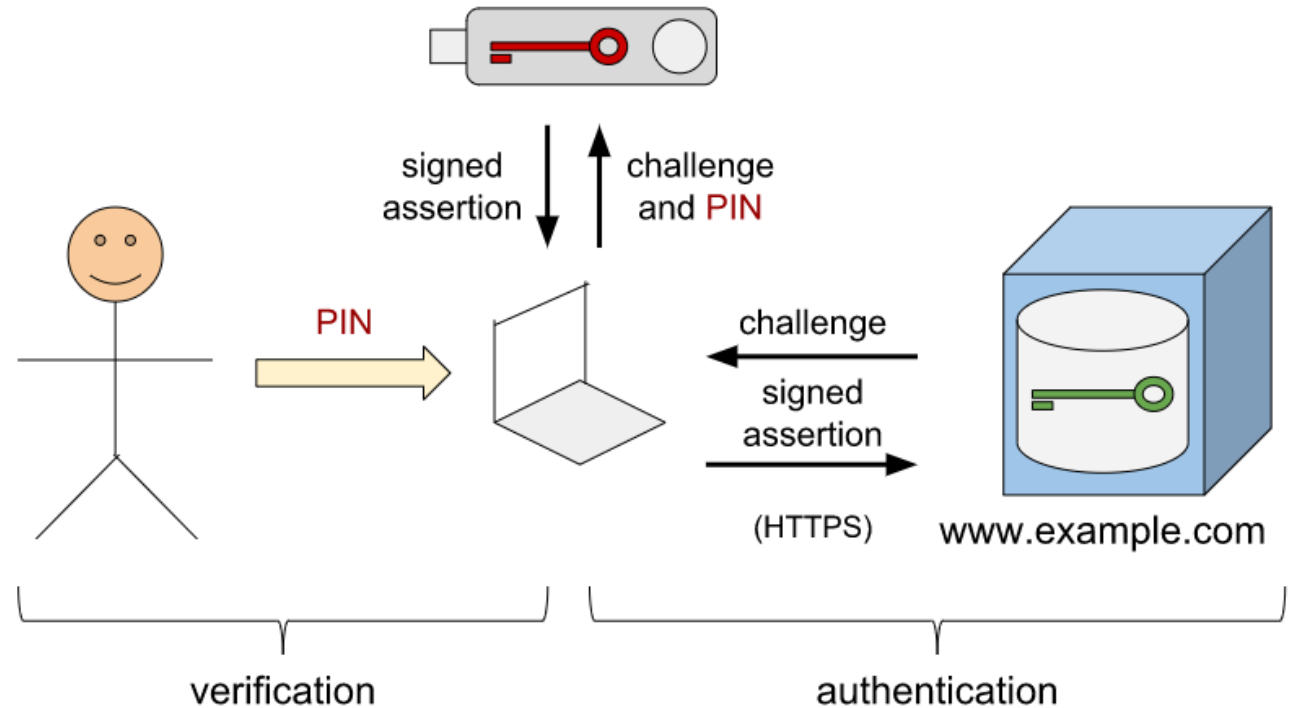 signed
assertion
challenge
and PIN
PIN
challenge
signed
assertion
(HTTPS)
www.example.com
verification
authentication